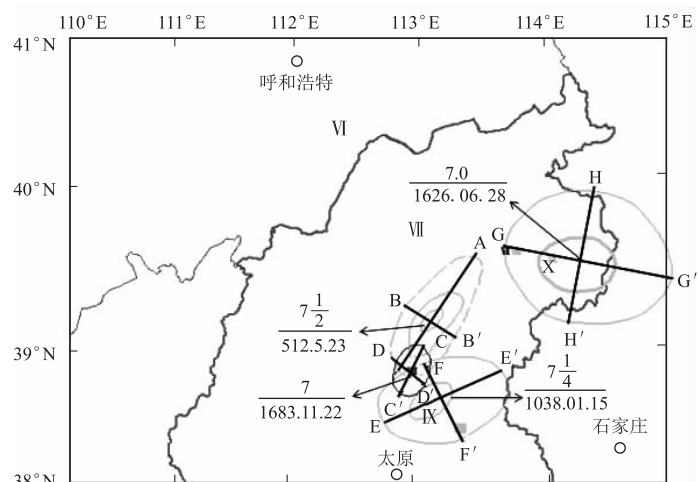 110°E 111°E 112°E 113°E 114°E 115°E
41°N
呼和浩特
Ⅵ
7.0
1626.06.28
H
40°N
Ⅶ
A
G
X
G′
B
7 1/2
512.5.23
B′
H′
39°N
D
C
E′
F
7 1/4
1038.01.15
7
1683.11.22
D′
C′
E
Ⅸ
石家庄
F′
太原
38°N